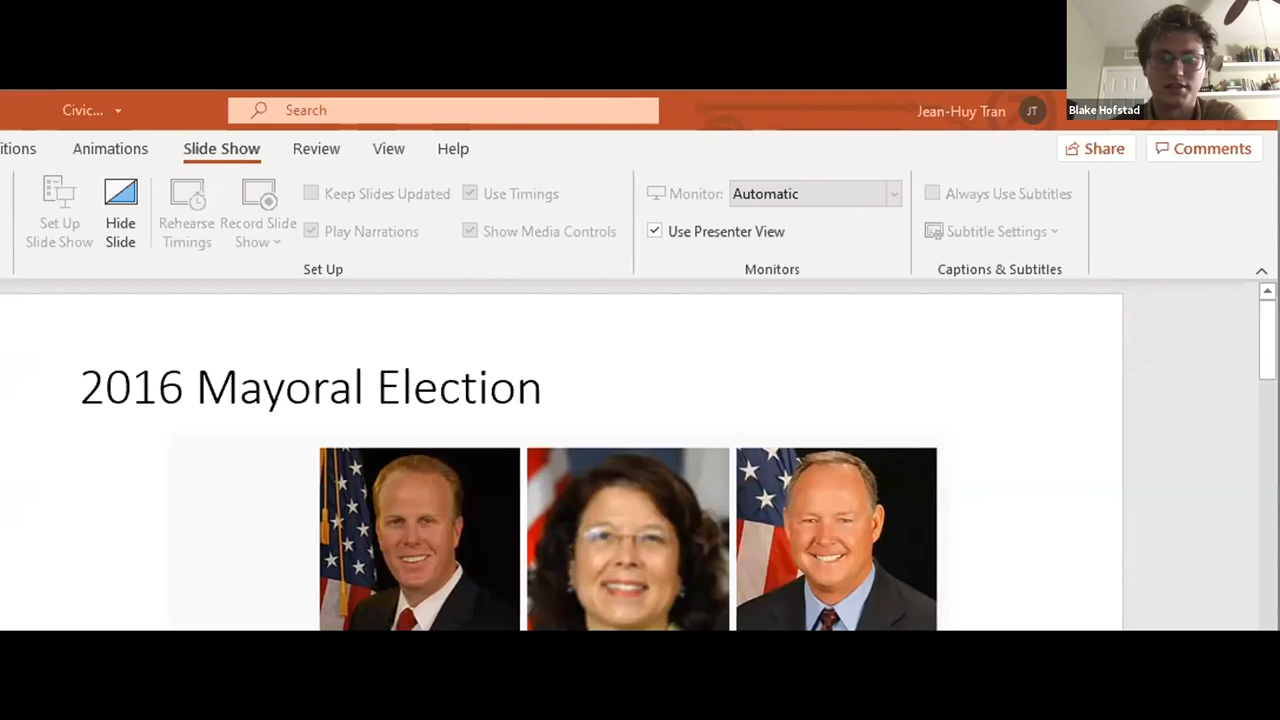 Blake Hofstad
Civic...
Search
Jean-Huy Tran
JT
itions
Animations
Slide Show
Review
View
Help
Share
Comments
Set Up
Slide Show
Hide
Slide
Rehearse
Timings
Record Slide
Show
Keep Slides Updated
Play Narrations
Use Timings
Show Media Controls
Set Up
Monitor:
Automatic
Use Presenter View
Monitors
Always Use Subtitles
Subtitle Settings
Captions & Subtitles
2016 Mayoral Election